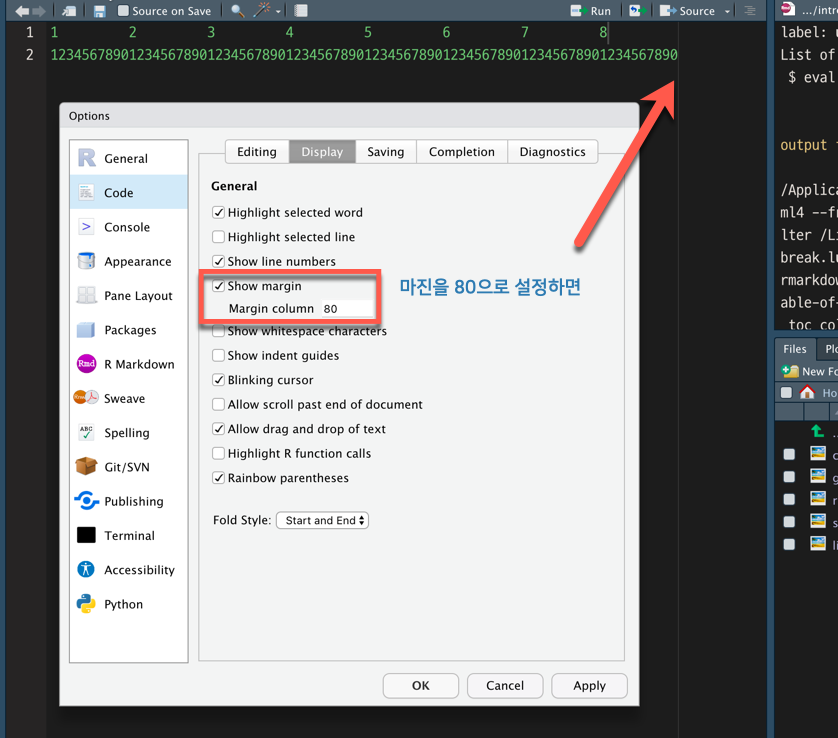 Source on Save
Run
Source
1 1 2 3 4 5 6 7 8
2 12345678901234567890123456789012345678901234567890123456789012345678901234567890
Options
General
Code
Console
Appearance
Pane Layout
Packages
Rmd R Markdown
Sweave
ABC Spelling
Git/SVN
Publishing
Terminal
Accessibility
Python
Editing Display Saving Completion Diagnostics
General
Highlight selected word
Highlight selected line
Show line numbers
Show margin
Margin column 80
Show whitespace characters
Show indent guides
Blinking cursor
Allow scroll past end of document
Allow drag and drop of text
Highlight R function calls
Rainbow parentheses
Fold Style: Start and End
OK Cancel Apply
마진을 80으로 설정하면
.../intr
label: u
List of
$ eval
output f
/Applica
ml4 --fr
lter /Li
break.lu
rmarkdow
able-of-
toc col
Files Plo
New Fo
Ho
..
c
g
r
s
li